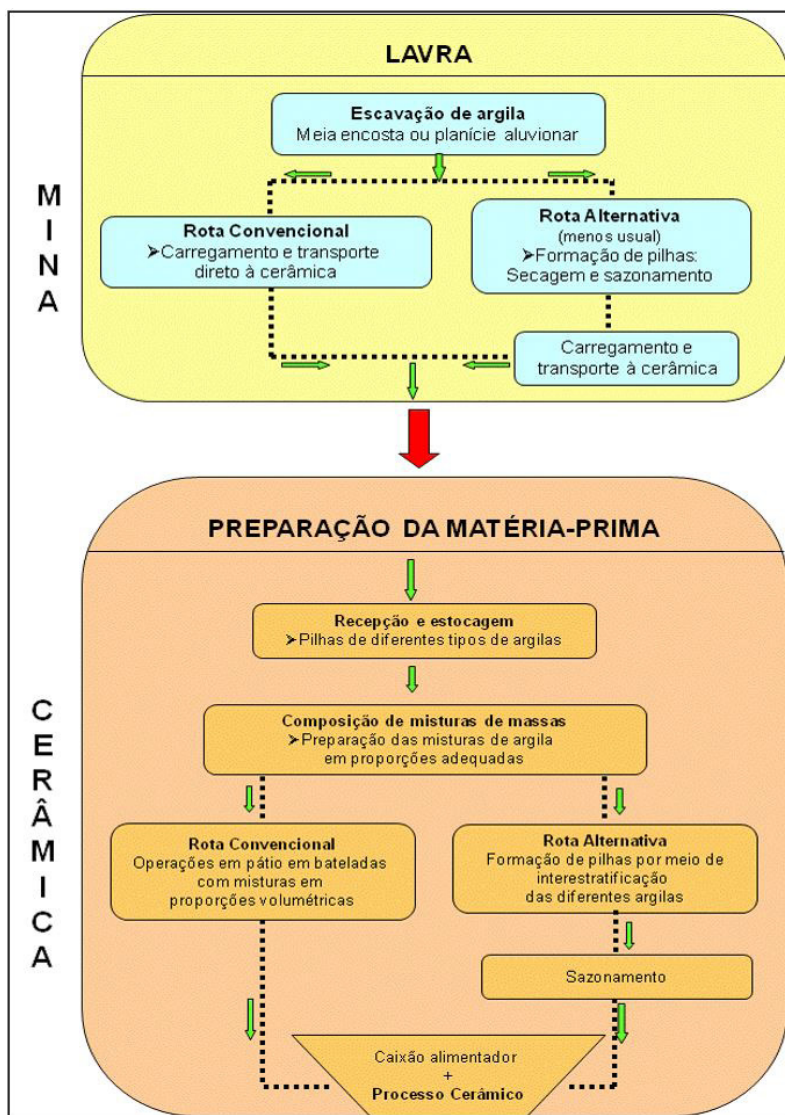 LAVRA
Escavação de argila
Meia encosta ou planície aluvionar
Rota Convencional
➢Carregamento e transporte
direto à cerâmica
Rota Alternativa
(menos usual)
➢Formação de pilhas:
Secagem e sazonamento
Carregamento e
transporte à cerâmica
MINA
PREPARAÇÃO DA MATÉRIA-PRIMA
Recepção e estocagem
➢Pilhas de diferentes tipos de argilas
Composição de misturas de massas
➢Preparação das misturas de argila
em proporções adequadas
Rota Convencional
Operações em pátio em bateladas
com misturas em
proporções volumétricas
Rota Alternativa
Formação de pilhas por meio de
interestratificação
das diferentes argilas
Sazonamento
Caixão alimentador
+
Processo Cerâmico
CERÂMICA